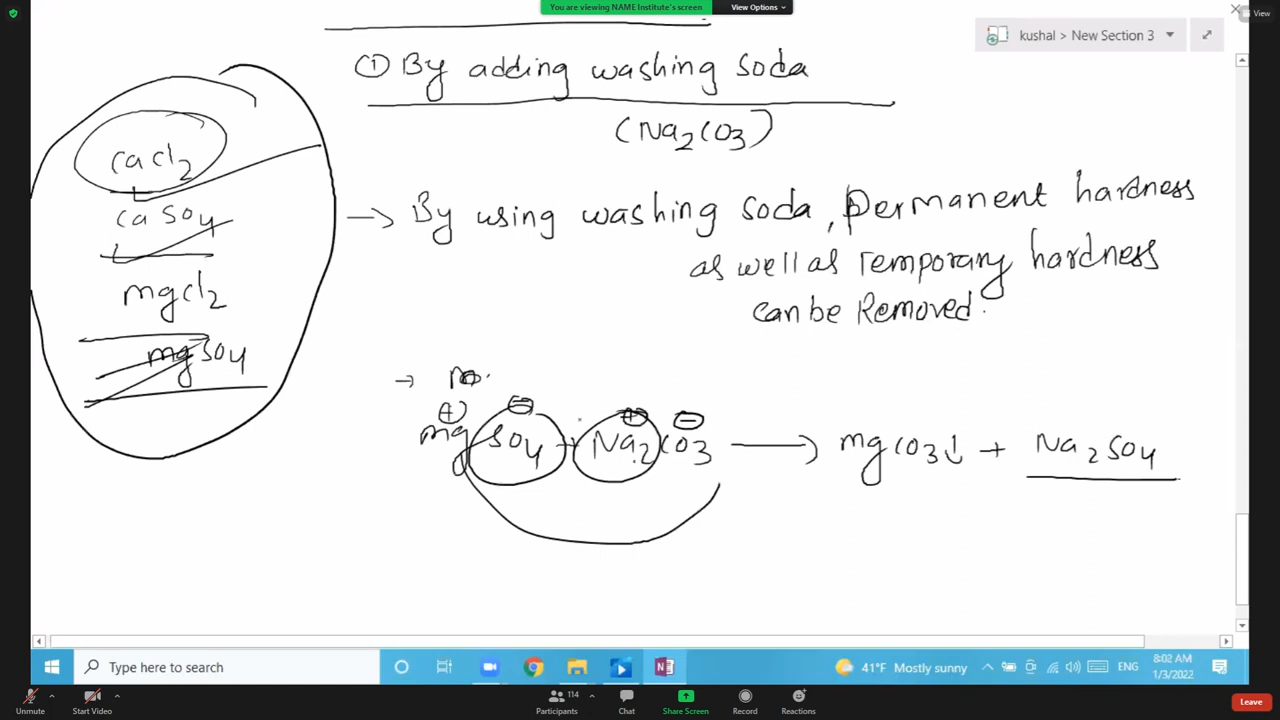 You are viewing NAME Institute's screen
View Options
View
kushal > New Section 3
① By adding washing soda
(Na2CO3)
CaCl2
CaSO4
mgCl2
mgSO4
→ By using washing soda, permanent hardness
as well as Temporary hardness
can be Removed.
→
mgSO4 + Na2CO3 → mgCO3↓ + Na2SO4
Type here to search
41°F Mostly sunny
ENG
8:02 AM
1/3/2022
Unmute
Start Video
114
Participants
Chat
Share Screen
Record
Reactions
Leave